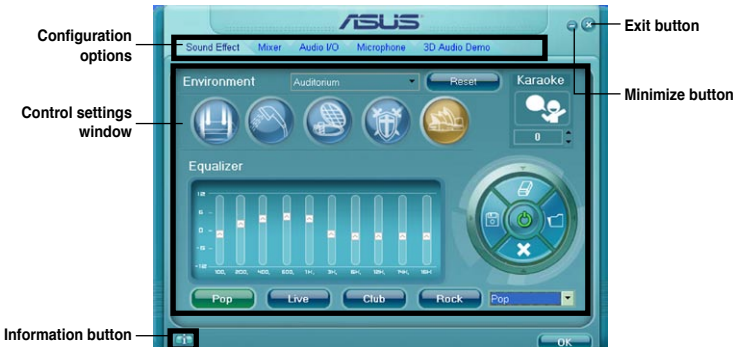 ASUS
Configuration options
Exit button
Sound Effect Mixer Audio I/O Microphone 3D Audio Demo
Minimize button
Control settings window
Environment Auditorium Reset Karaoke
0
Equalizer
12
6
0
-6
-12
100, 200, 400, 600, 1K, 3K, 6K, 12K, 14K, 16K
Pop Live Club Rock Pop
Information button
OK